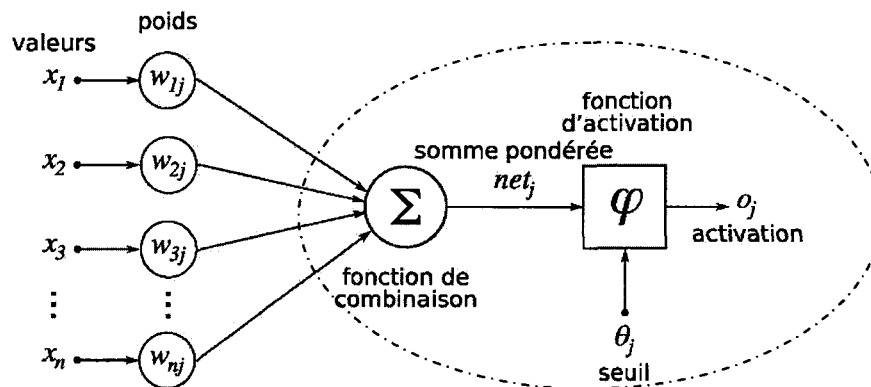 poids
valeurs
x1
w1j
x2
w2j
x3
w3j
xn
wnj
Σ
fonction de
combinaison
somme pondérée
netj
fonction
d'activation
φ
oj
activation
θj
seuil